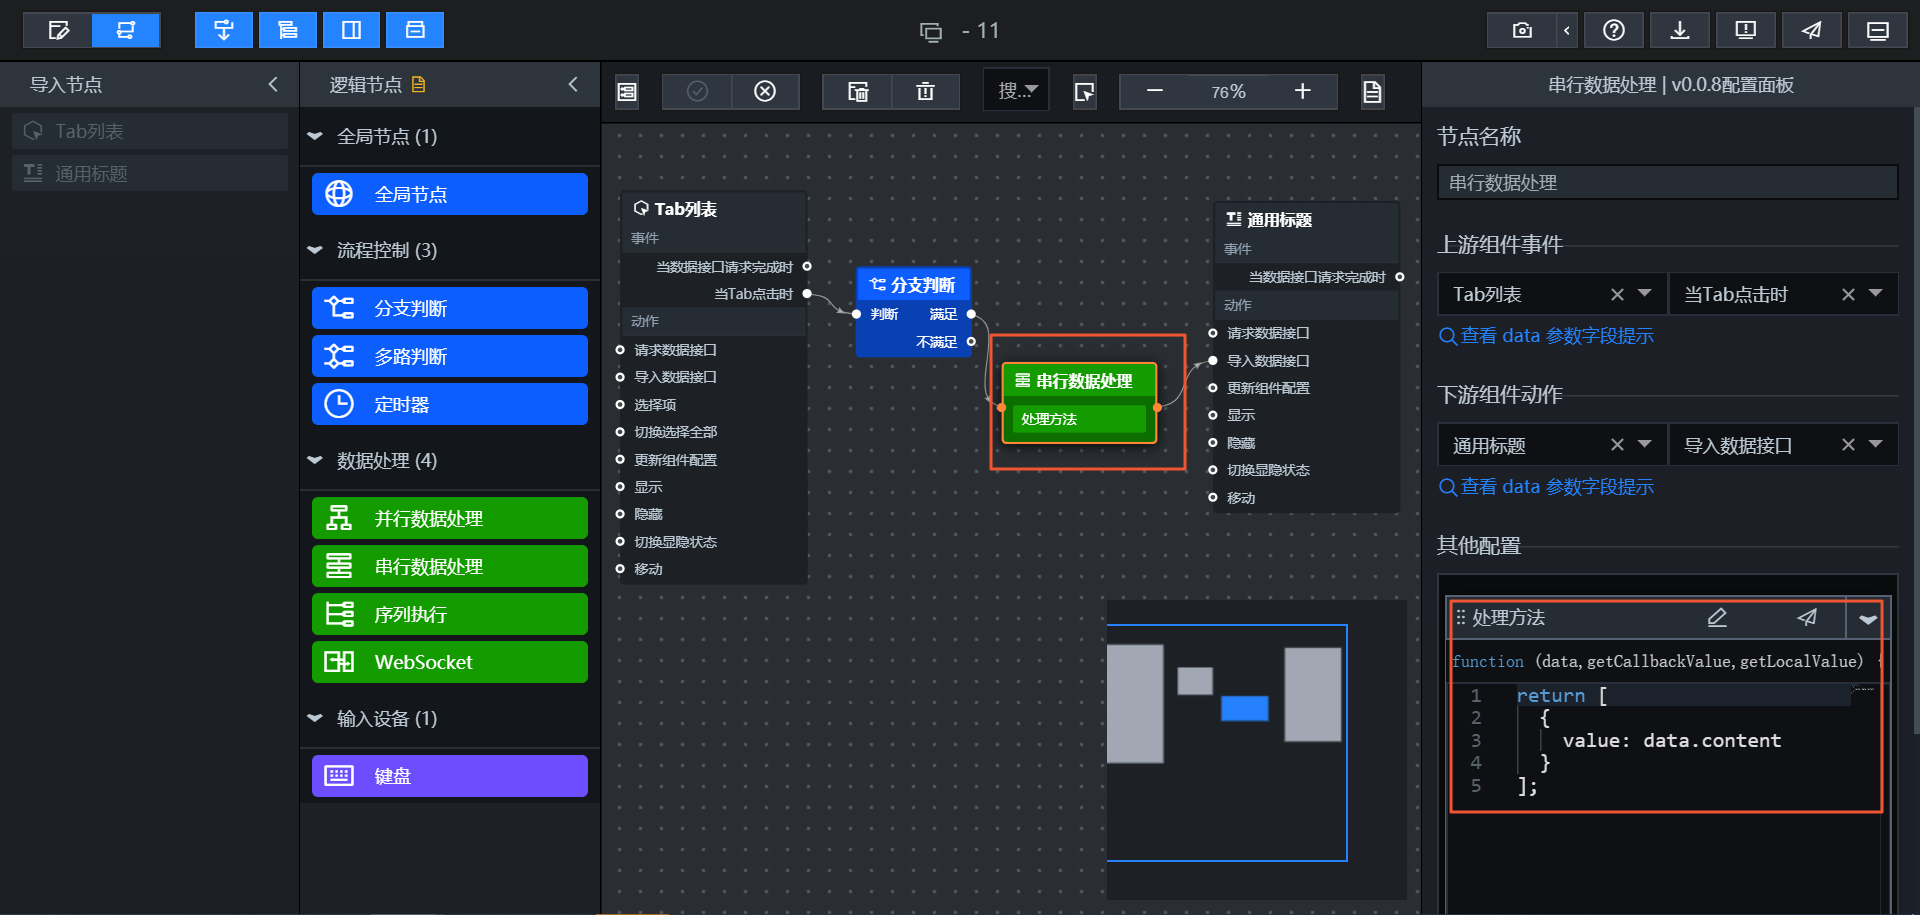 - 11
导入节点
Tab列表
通用标题
逻辑节点
全局节点 (1)
全局节点
流程控制 (3)
分支判断
多路判断
定时器
数据处理 (4)
并行数据处理
串行数据处理
序列执行
WebSocket
输入设备 (1)
键盘
搜...
76%
Tab列表
事件
当数据接口请求完成时
当Tab点击时
动作
请求数据接口
导入数据接口
选择项
切换选择全部
更新组件配置
显示
隐藏
切换显隐状态
移动
分支判断
判断 满足
不满足
串行数据处理
处理方法
通用标题
事件
当数据接口请求完成时
动作
请求数据接口
导入数据接口
更新组件配置
显示
隐藏
切换显隐状态
移动
串行数据处理 | v0.0.8配置面板
节点名称
串行数据处理
上游组件事件
Tab列表 当Tab点击时
查看 data 参数字段提示
下游组件动作
通用标题 导入数据接口
查看 data 参数字段提示
其他配置
处理方法
function (data,getCallbackValue,getLocalValue) {
1 return [
2 {
3 value: data.content
4 }
5 ];